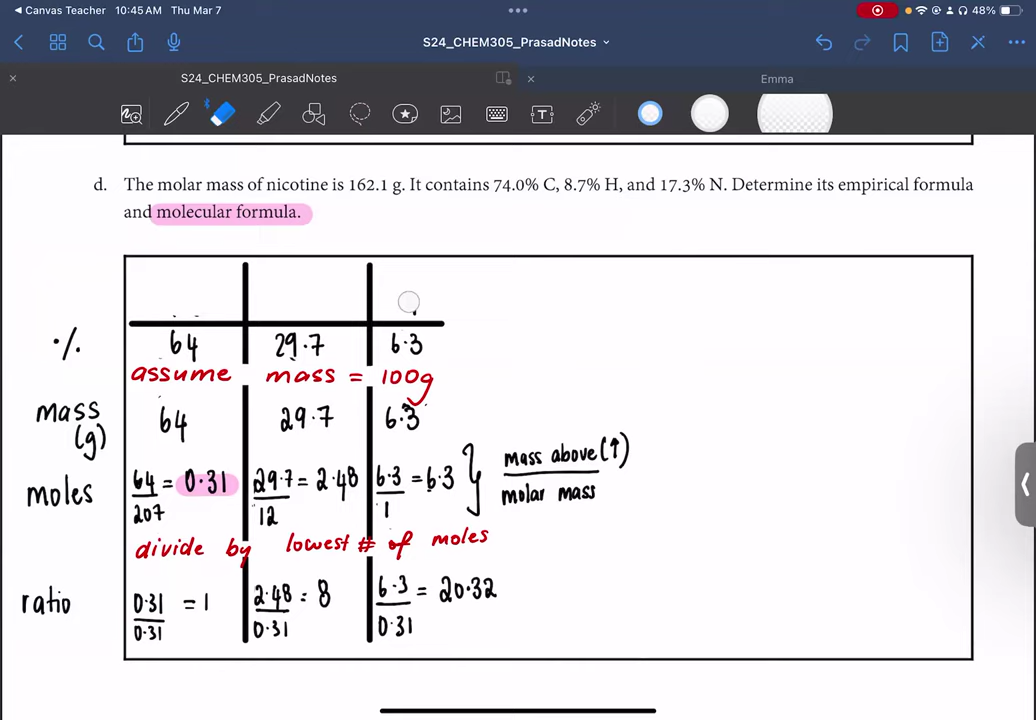 Canvas Teacher 10:45 AM Thu Mar 7 48%
S24_CHEM305_PrasadNotes
S24_CHEM305_PrasadNotes Emma
d. The molar mass of nicotine is 162.1 g. It contains 74.0% C, 8.7% H, and 17.3% N. Determine its empirical formula
and molecular formula.
·/. 64 29.7 6.3
assume mass = 100g
mass (g) 64 29.7 6.3
moles 64/207 = 0.31 29.7/12 = 2.48 6.3/1 = 6.3 } mass above (↑)/molar mass
divide by lowest # of moles
ratio 0.31/0.31 = 1 2.48/0.31 = 8 6.3/0.31 = 20.32